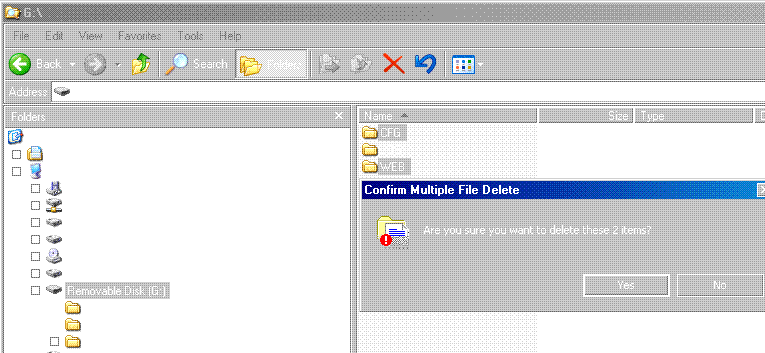 G:\
File Edit View Favorites Tools Help
Back Search Folders
Address
Folders
Name Size Type
CFG
WEB
Confirm Multiple File Delete
Are you sure you want to delete these 2 items?
Yes No
Removable Disk (G:)